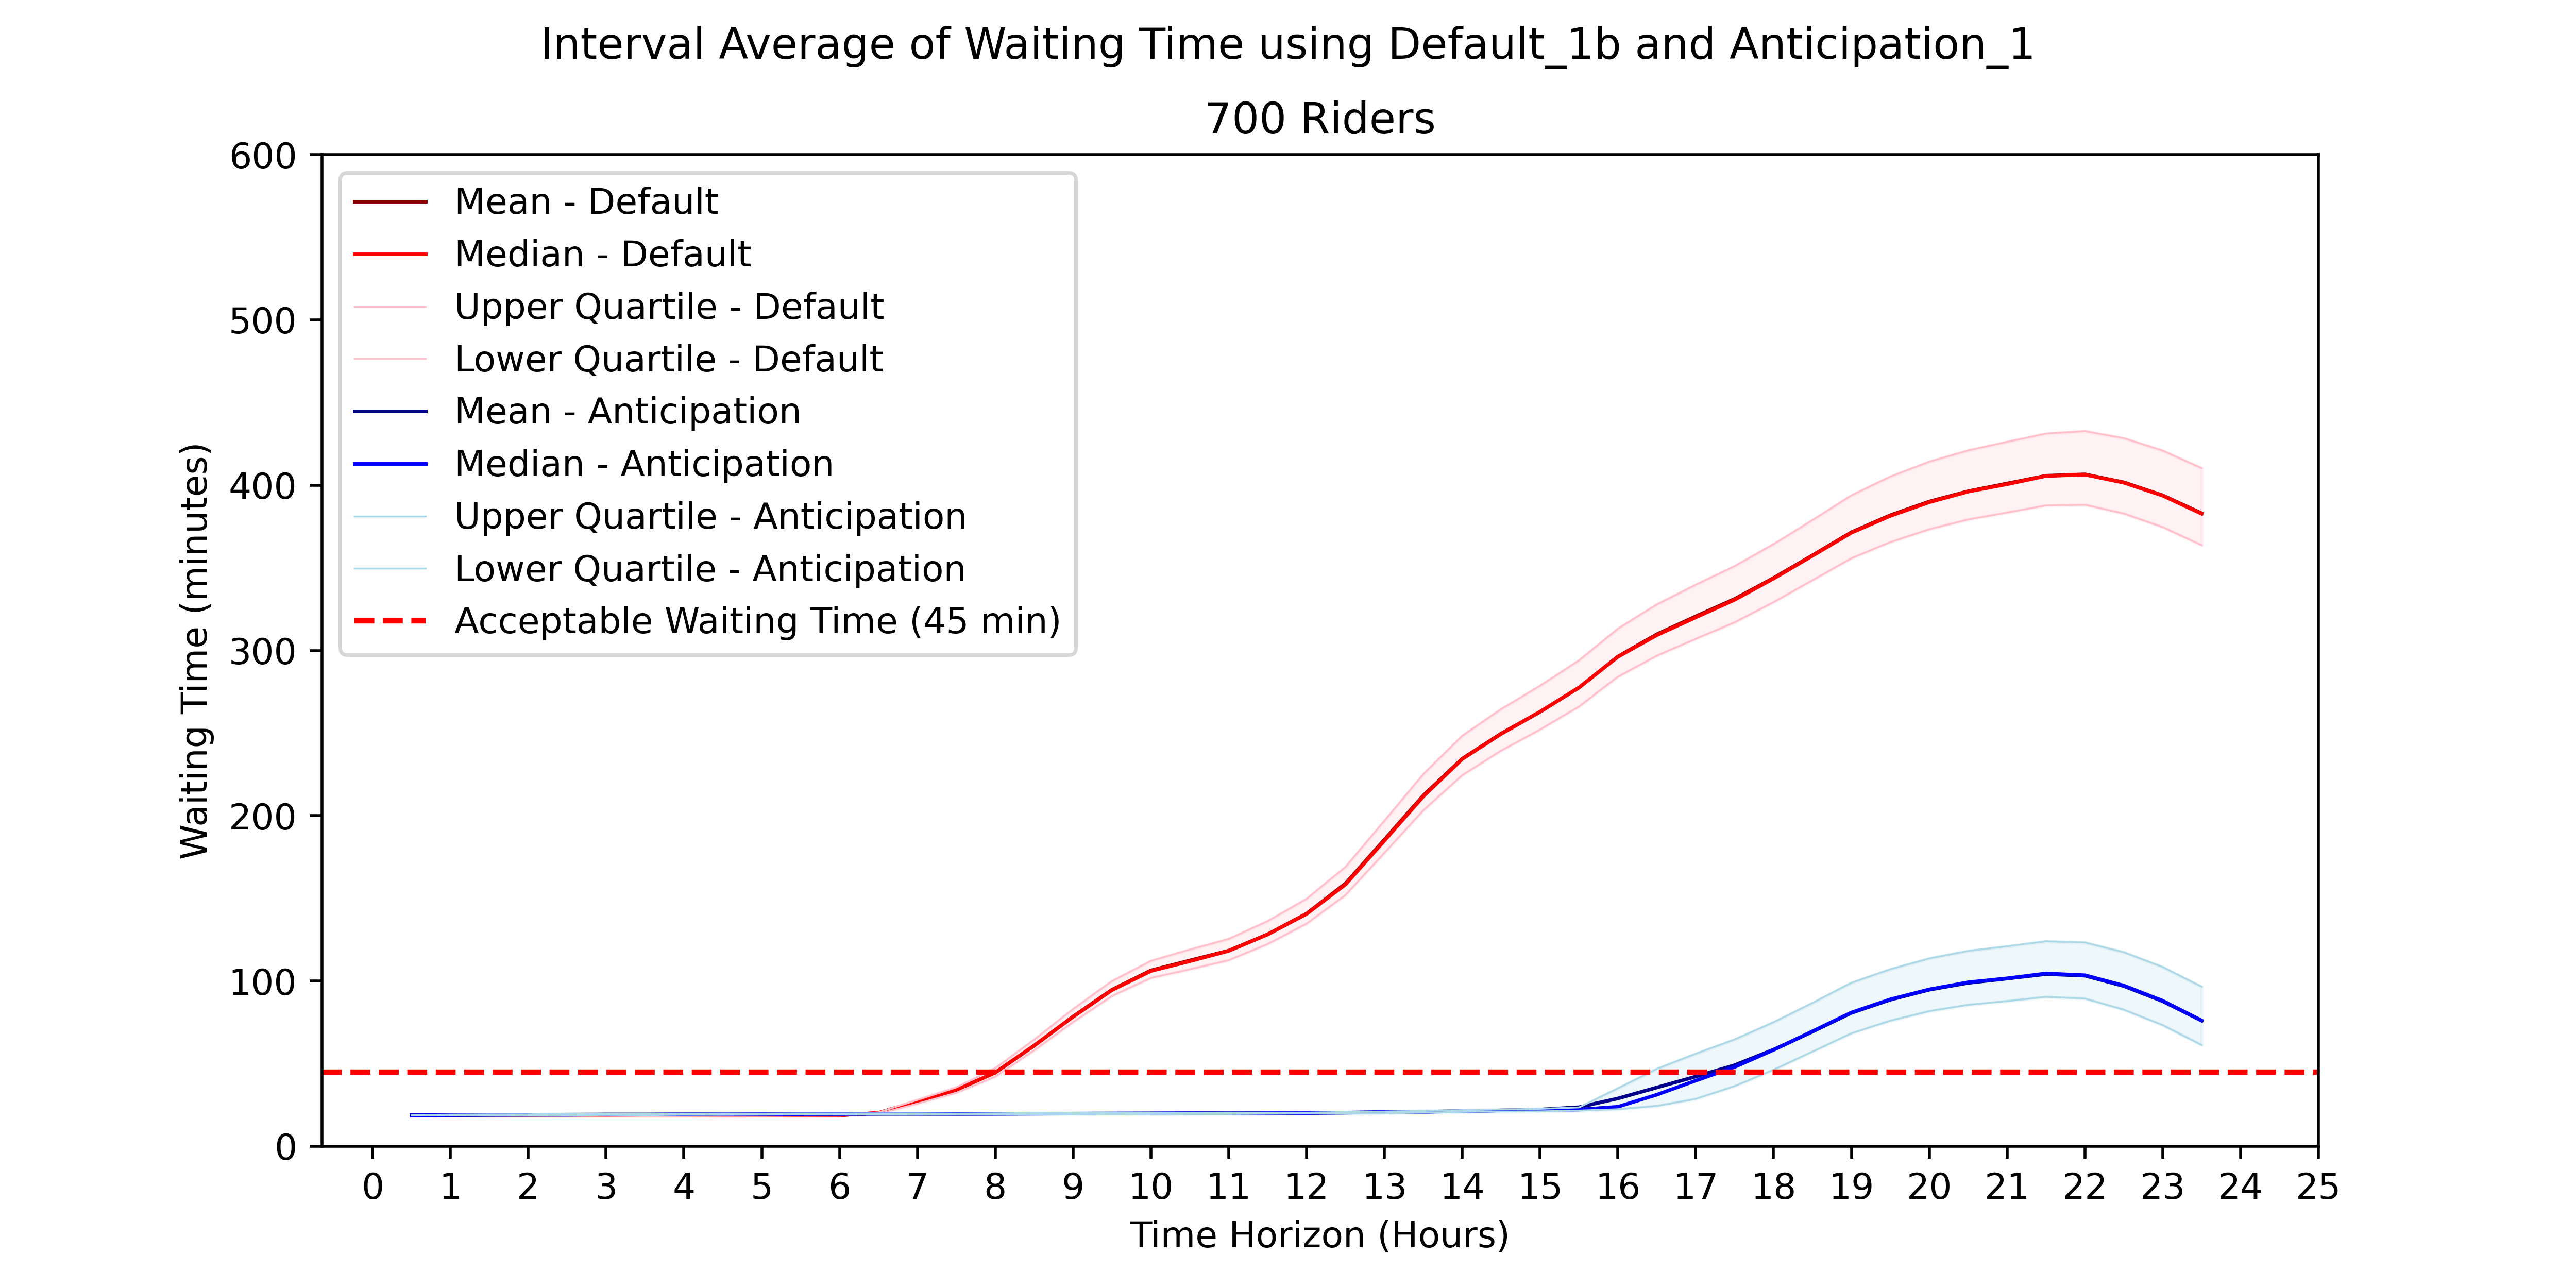 Interval Average of Waiting Time using Default_1b and Anticipation_1
700 Riders
600
500
400
300
200
100
0
Waiting Time (minutes)
Mean - Default
Median - Default
Upper Quartile - Default
Lower Quartile - Default
Mean - Anticipation
Median - Anticipation
Upper Quartile - Anticipation
Lower Quartile - Anticipation
Acceptable Waiting Time (45 min)
0 1 2 3 4 5 6 7 8 9 10 11 12 13 14 15 16 17 18 19 20 21 22 23 24 25
Time Horizon (Hours)